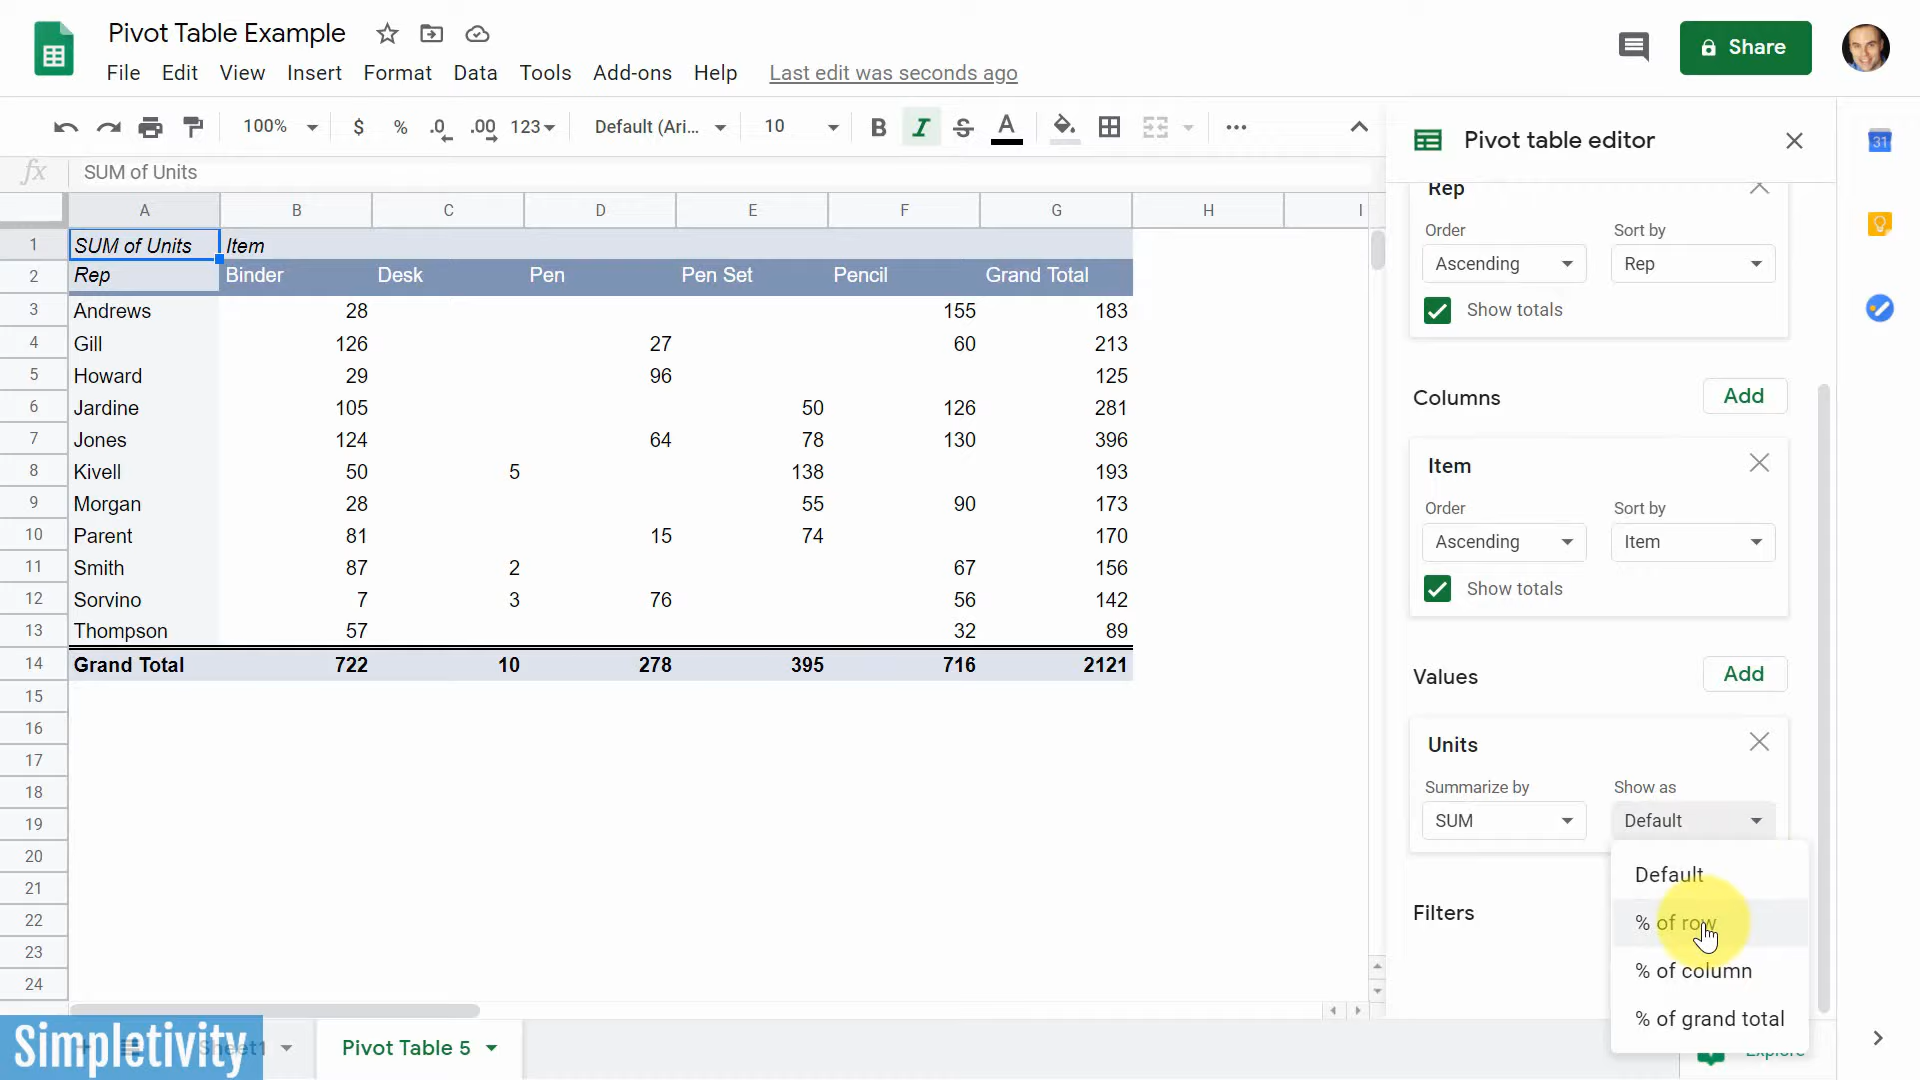 Pivot Table Example
File Edit View Insert Format Data Tools Add-ons Help Last edit was seconds ago
Share
100% $ % .0 .00 123 Default (Ari... 10 B I S A
fx SUM of Units
A B C D E F G H I
1 SUM of Units Item
2 Rep Binder Desk Pen Pen Set Pencil Grand Total
3 Andrews 28 155 183
4 Gill 126 27 60 213
5 Howard 29 96 125
6 Jardine 105 50 126 281
7 Jones 124 64 78 130 396
8 Kivell 50 5 138 193
9 Morgan 28 55 90 173
10 Parent 81 15 74 170
11 Smith 87 2 67 156
12 Sorvino 7 3 76 56 142
13 Thompson 57 32 89
14 Grand Total 722 10 278 395 716 2121
15
16
17
18
19
20
21
22
23
24
Pivot table editor
Rep
Order Sort by
Ascending Rep
Show totals
Columns Add
Item
Order Sort by
Ascending Item
Show totals
Values Add
Units
Summarize by Show as
SUM Default
Default
% of row
% of column
% of grand total
Filters
Explore
31
Simpletivity
Sheet1 Pivot Table 5